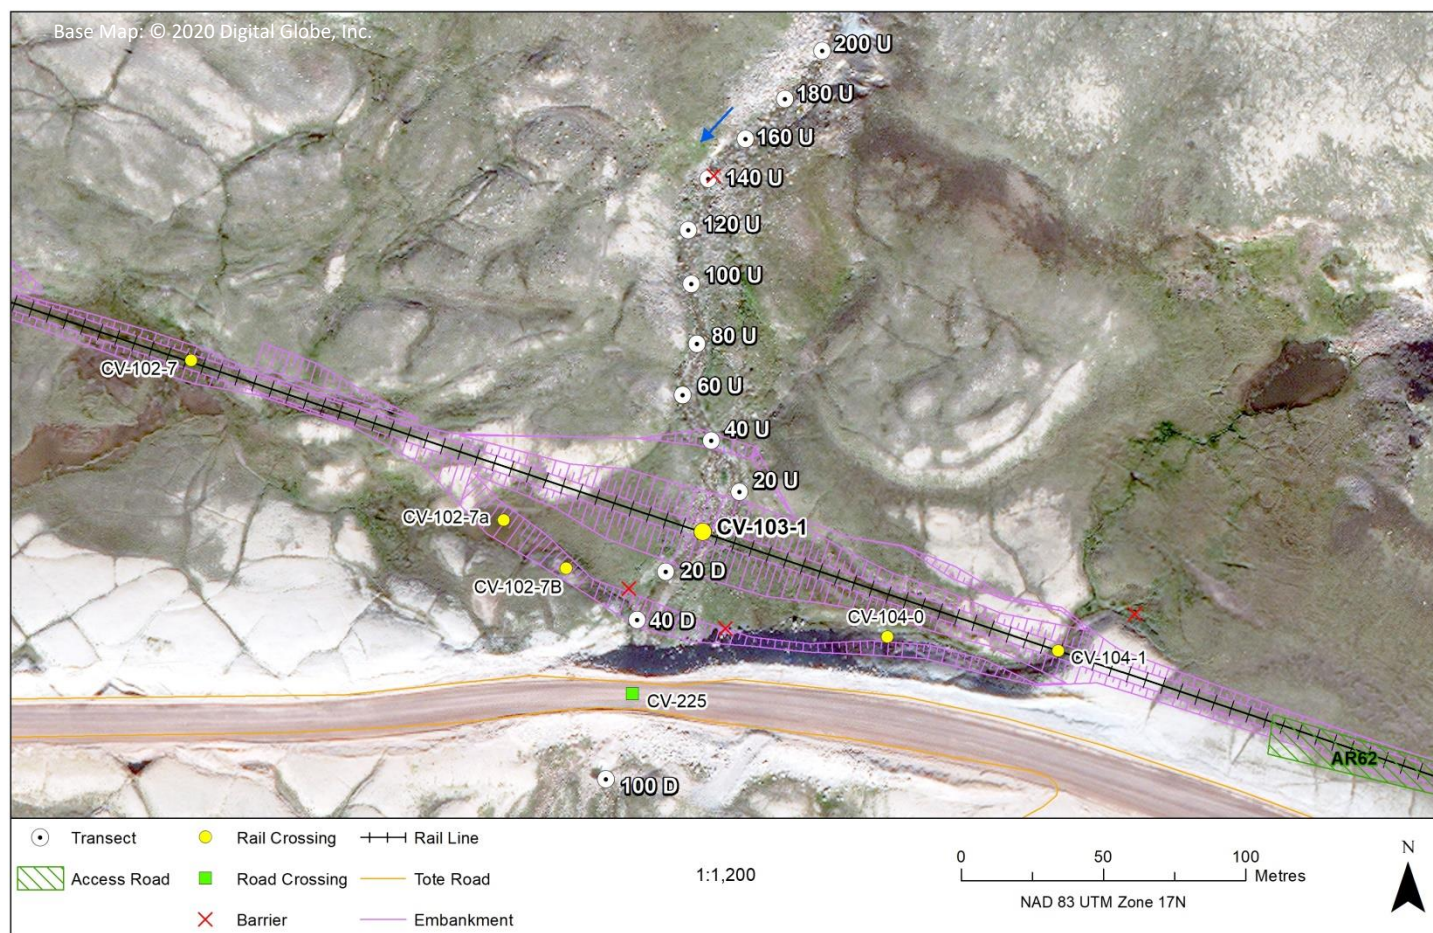 Base Map: © 2020 Digital Globe, Inc.
200 U
180 U
160 U
140 U
120 U
100 U
80 U
CV-102-7
60 U
40 U
20 U
CV-102-7a
CV-103-1
20 D
CV-102-7B
CV-104-0
40 D
CV-104-1
CV-225
AR62
100 D
Transect
Rail Crossing
Rail Line
Access Road
Road Crossing
Tote Road
Barrier
Embankment
1:1,200
0 50 100
Metres
NAD 83 UTM Zone 17N
N